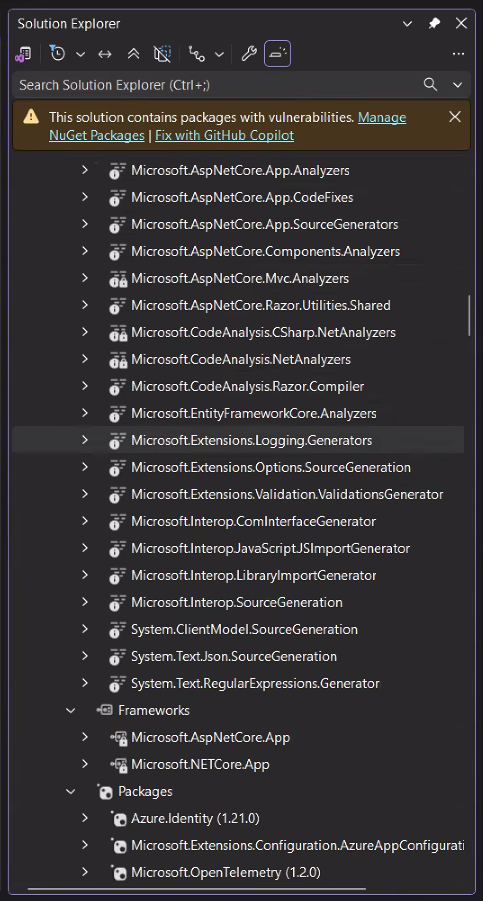 Solution Explorer
Search Solution Explorer (Ctrl+;)
This solution contains packages with vulnerabilities. Manage
NuGet Packages | Fix with GitHub Copilot
Microsoft.AspNetCore.App.Analyzers
Microsoft.AspNetCore.App.CodeFixes
Microsoft.AspNetCore.App.SourceGenerators
Microsoft.AspNetCore.Components.Analyzers
Microsoft.AspNetCore.Mvc.Analyzers
Microsoft.AspNetCore.Razor.Utilities.Shared
Microsoft.CodeAnalysis.CSharp.NetAnalyzers
Microsoft.CodeAnalysis.NetAnalyzers
Microsoft.CodeAnalysis.Razor.Compiler
Microsoft.EntityFrameworkCore.Analyzers
Microsoft.Extensions.Logging.Generators
Microsoft.Extensions.Options.SourceGeneration
Microsoft.Extensions.Validation.ValidationsGenerator
Microsoft.Interop.ComInterfaceGenerator
Microsoft.Interop.JavaScript.JSImportGenerator
Microsoft.Interop.LibraryImportGenerator
Microsoft.Interop.SourceGeneration
System.ClientModel.SourceGeneration
System.Text.Json.SourceGeneration
System.Text.RegularExpressions.Generator
Frameworks
Microsoft.AspNetCore.App
Microsoft.NETCore.App
Packages
Azure.Identity (1.21.0)
Microsoft.Extensions.Configuration.AzureAppConfigurati
Microsoft.OpenTelemetry (1.2.0)